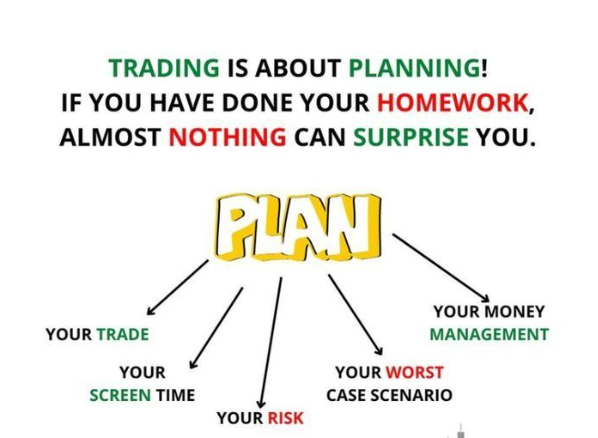 TRADING IS ABOUT PLANNING!
IF YOU HAVE DONE YOUR HOMEWORK,
ALMOST NOTHING CAN SURPRISE YOU.
PLAN
YOUR TRADE
YOUR
SCREEN TIME
YOUR RISK
YOUR WORST
CASE SCENARIO
YOUR MONEY
MANAGEMENT